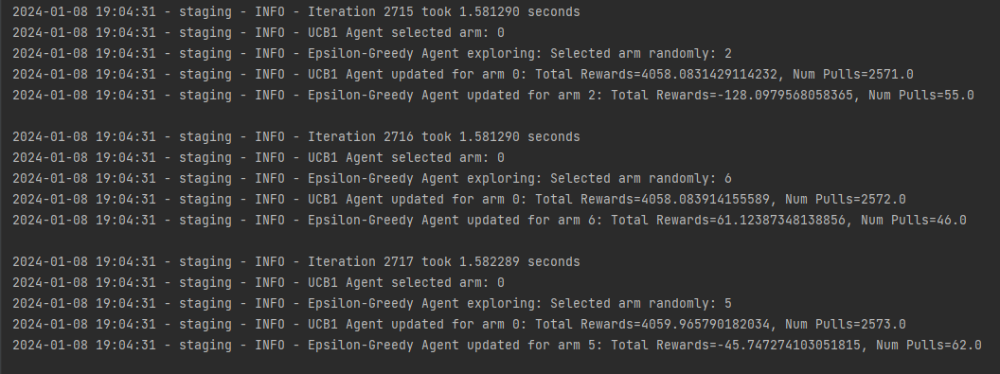 2024-01-08 19:04:31 - staging - INFO - Iteration 2715 took 1.581290 seconds
2024-01-08 19:04:31 - staging - INFO - UCB1 Agent selected arm: 0
2024-01-08 19:04:31 - staging - INFO - Epsilon-Greedy Agent exploring: Selected arm randomly: 2
2024-01-08 19:04:31 - staging - INFO - UCB1 Agent updated for arm 0: Total Rewards=4058.0831429114232, Num Pulls=2571.0
2024-01-08 19:04:31 - staging - INFO - Epsilon-Greedy Agent updated for arm 2: Total Rewards=-128.0979568058365, Num Pulls=55.0
2024-01-08 19:04:31 - staging - INFO - Iteration 2716 took 1.581290 seconds
2024-01-08 19:04:31 - staging - INFO - UCB1 Agent selected arm: 0
2024-01-08 19:04:31 - staging - INFO - Epsilon-Greedy Agent exploring: Selected arm randomly: 6
2024-01-08 19:04:31 - staging - INFO - UCB1 Agent updated for arm 0: Total Rewards=4058.083914155589, Num Pulls=2572.0
2024-01-08 19:04:31 - staging - INFO - Epsilon-Greedy Agent updated for arm 6: Total Rewards=61.12387348138856, Num Pulls=46.0
2024-01-08 19:04:31 - staging - INFO - Iteration 2717 took 1.582289 seconds
2024-01-08 19:04:31 - staging - INFO - UCB1 Agent selected arm: 0
2024-01-08 19:04:31 - staging - INFO - Epsilon-Greedy Agent exploring: Selected arm randomly: 5
2024-01-08 19:04:31 - staging - INFO - UCB1 Agent updated for arm 0: Total Rewards=4059.965790182034, Num Pulls=2573.0
2024-01-08 19:04:31 - staging - INFO - Epsilon-Greedy Agent updated for arm 5: Total Rewards=-45.747274103051815, Num Pulls=62.0